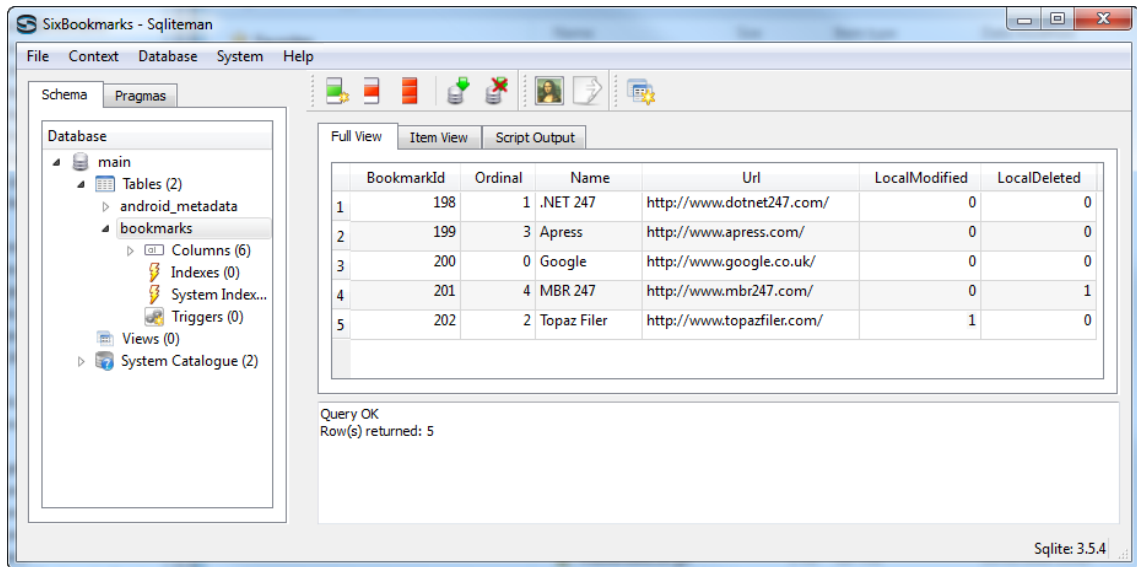 SixBookmarks - Sqliteman
File Context Database System Help
Schema Pragmas
Database
main
Tables (2)
android_metadata
bookmarks
Columns (6)
Indexes (0)
System Index...
Triggers (0)
Views (0)
System Catalogue (2)
Full View Item View Script Output
BookmarkId Ordinal Name Url LocalModified LocalDeleted
1 198 1 .NET 247 http://www.dotnet247.com/ 0 0
2 199 3 Apress http://www.apress.com/ 0 0
3 200 0 Google http://www.google.co.uk/ 0 0
4 201 4 MBR 247 http://www.mbr247.com/ 0 1
5 202 2 Topaz Filer http://www.topazfiler.com/ 1 0
Query OK
Row(s) returned: 5
Sqlite: 3.5.4